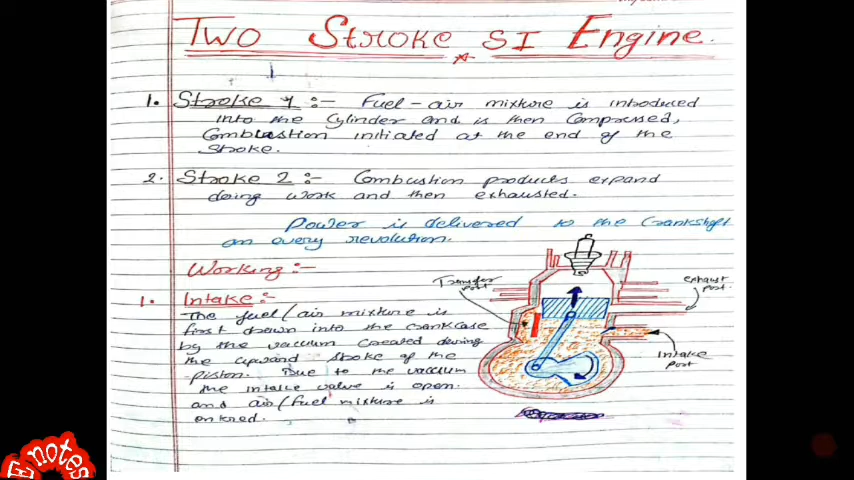 Two Stroke SI Engine.
1. Stroke 1 :- Fuel-air mixture is introduced
into the Cylinder and is then Compressed,
Combustion initiated at the end of the
Stroke.
2. Stroke 2 :- Combustion products expand
doing work and then exhausted.
Power is delivered to the Crankshaft
on every revolution.
Working :-
1. Intake :-
The fuel/air mixture is
first drawn into the crankcase
by the vacuum Created during
the upward stroke of the
piston. Due to the vacuum
the intake valve is open.
and air/fuel mixture is
entered.
Transfer
port
exhaust
port.
Intake
port
E notes